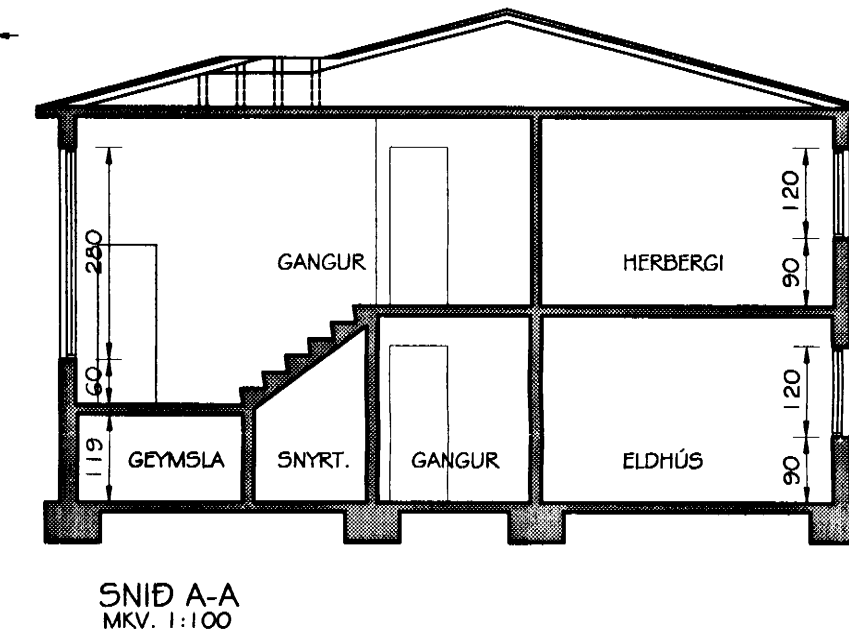 280
GANGUR
HERBERGI
120
90
60
119
GEYMSLA
SNYRT.
GANGUR
ELDHÚS
120
90
SNIÐ A-A
MKV. 1:100